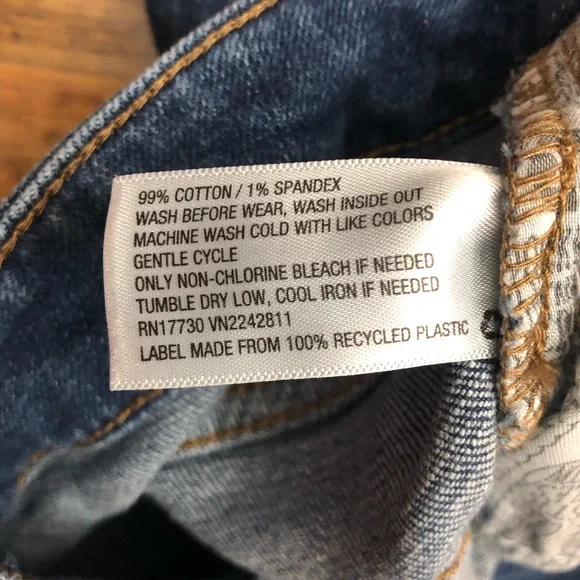 99% COTTON / 1% SPANDEX
WASH BEFORE WEAR, WASH INSIDE OUT
MACHINE WASH COLD WITH LIKE COLORS
GENTLE CYCLE
ONLY NON-CHLORINE BLEACH IF NEEDED
TUMBLE DRY LOW, COOL IRON IF NEEDED
RN17730 VN2242811
LABEL MADE FROM 100% RECYCLED PLASTIC